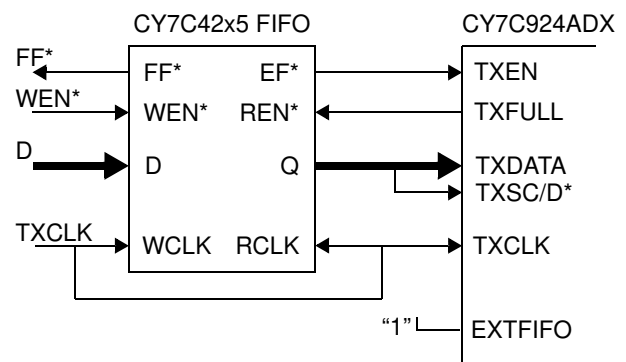 CY7C42x5 FIFO CY7C924ADX
FF* FF* EF* TXEN
WEN* WEN* REN* TXFULL
D D Q TXDATA
TXSC/D*
TXCLK WCLK RCLK TXCLK
“1” EXTFIFO